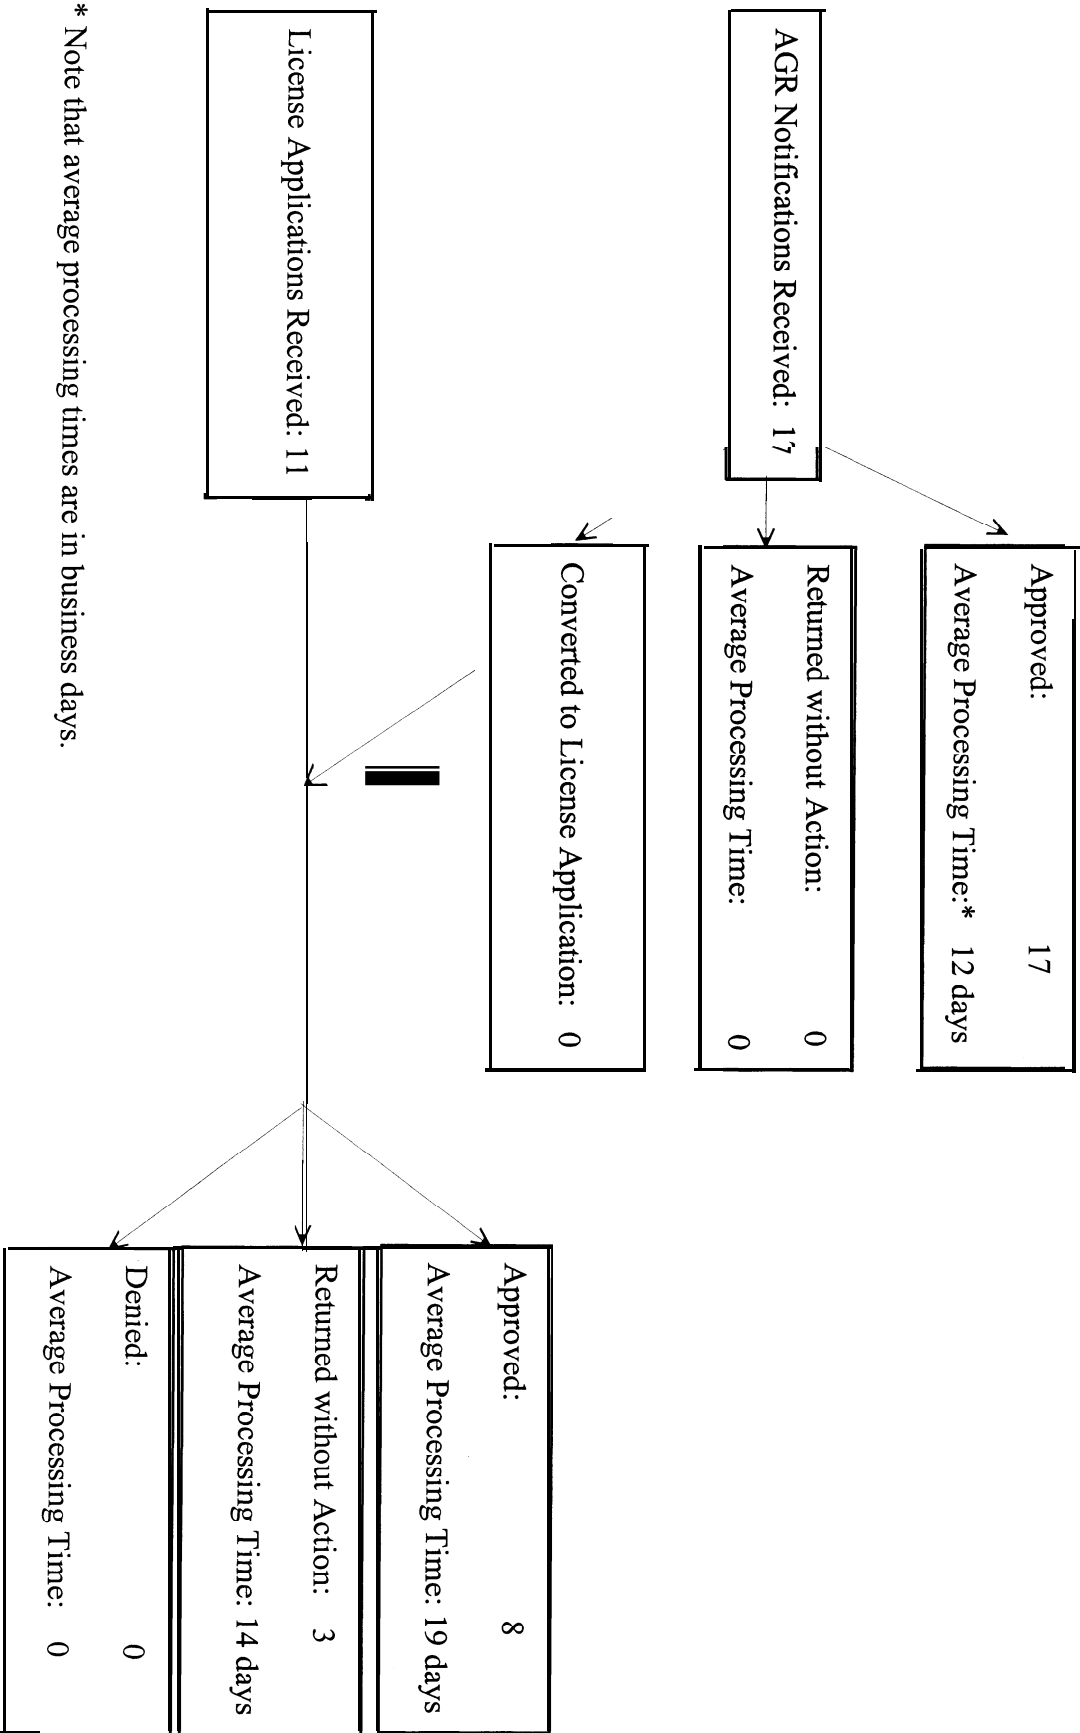 AGR Notifications Received: 17
Approved: 17
Average Processing Time:* 12 days
Returned without Action: 0
Average Processing Time: 0
Converted to License Application: 0
License Applications Received: 11
Approved: 8
Average Processing Time: 19 days
Returned without Action: 3
Average Processing Time: 14 days
Denied: 0
Average Processing Time: 0
* Note that average processing times are in business days.